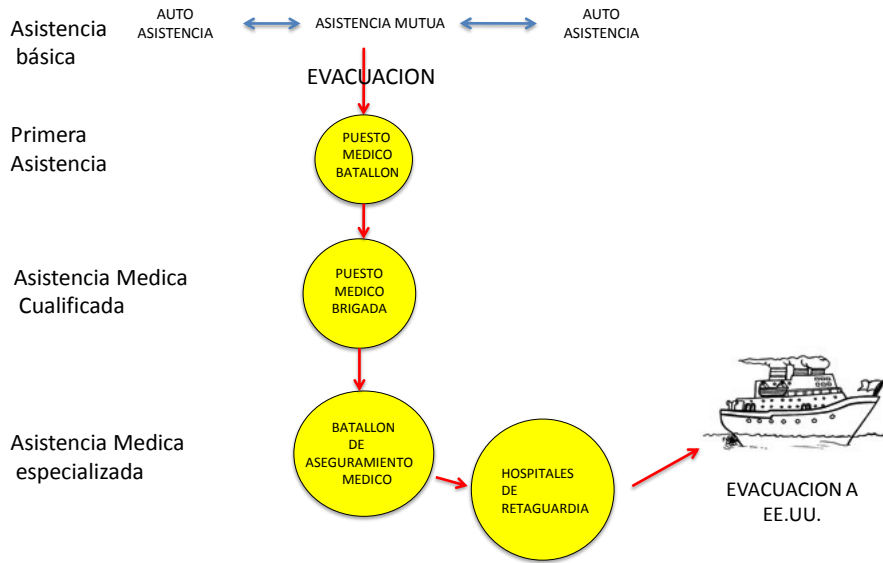 Asistencia
básica
AUTO
ASISTENCIA
ASISTENCIA MUTUA
AUTO
ASISTENCIA
EVACUACION
Primera
Asistencia
PUESTO
MEDICO
BATALLON
Asistencia Medica
Cualificada
PUESTO
MEDICO
BRIGADA
Asistencia Medica
especializada
BATALLON
DE
ASEGURAMIENTO
MEDICO
HOSPITALES
DE
RETAGUARDIA
EVACUACION A
EE.UU.